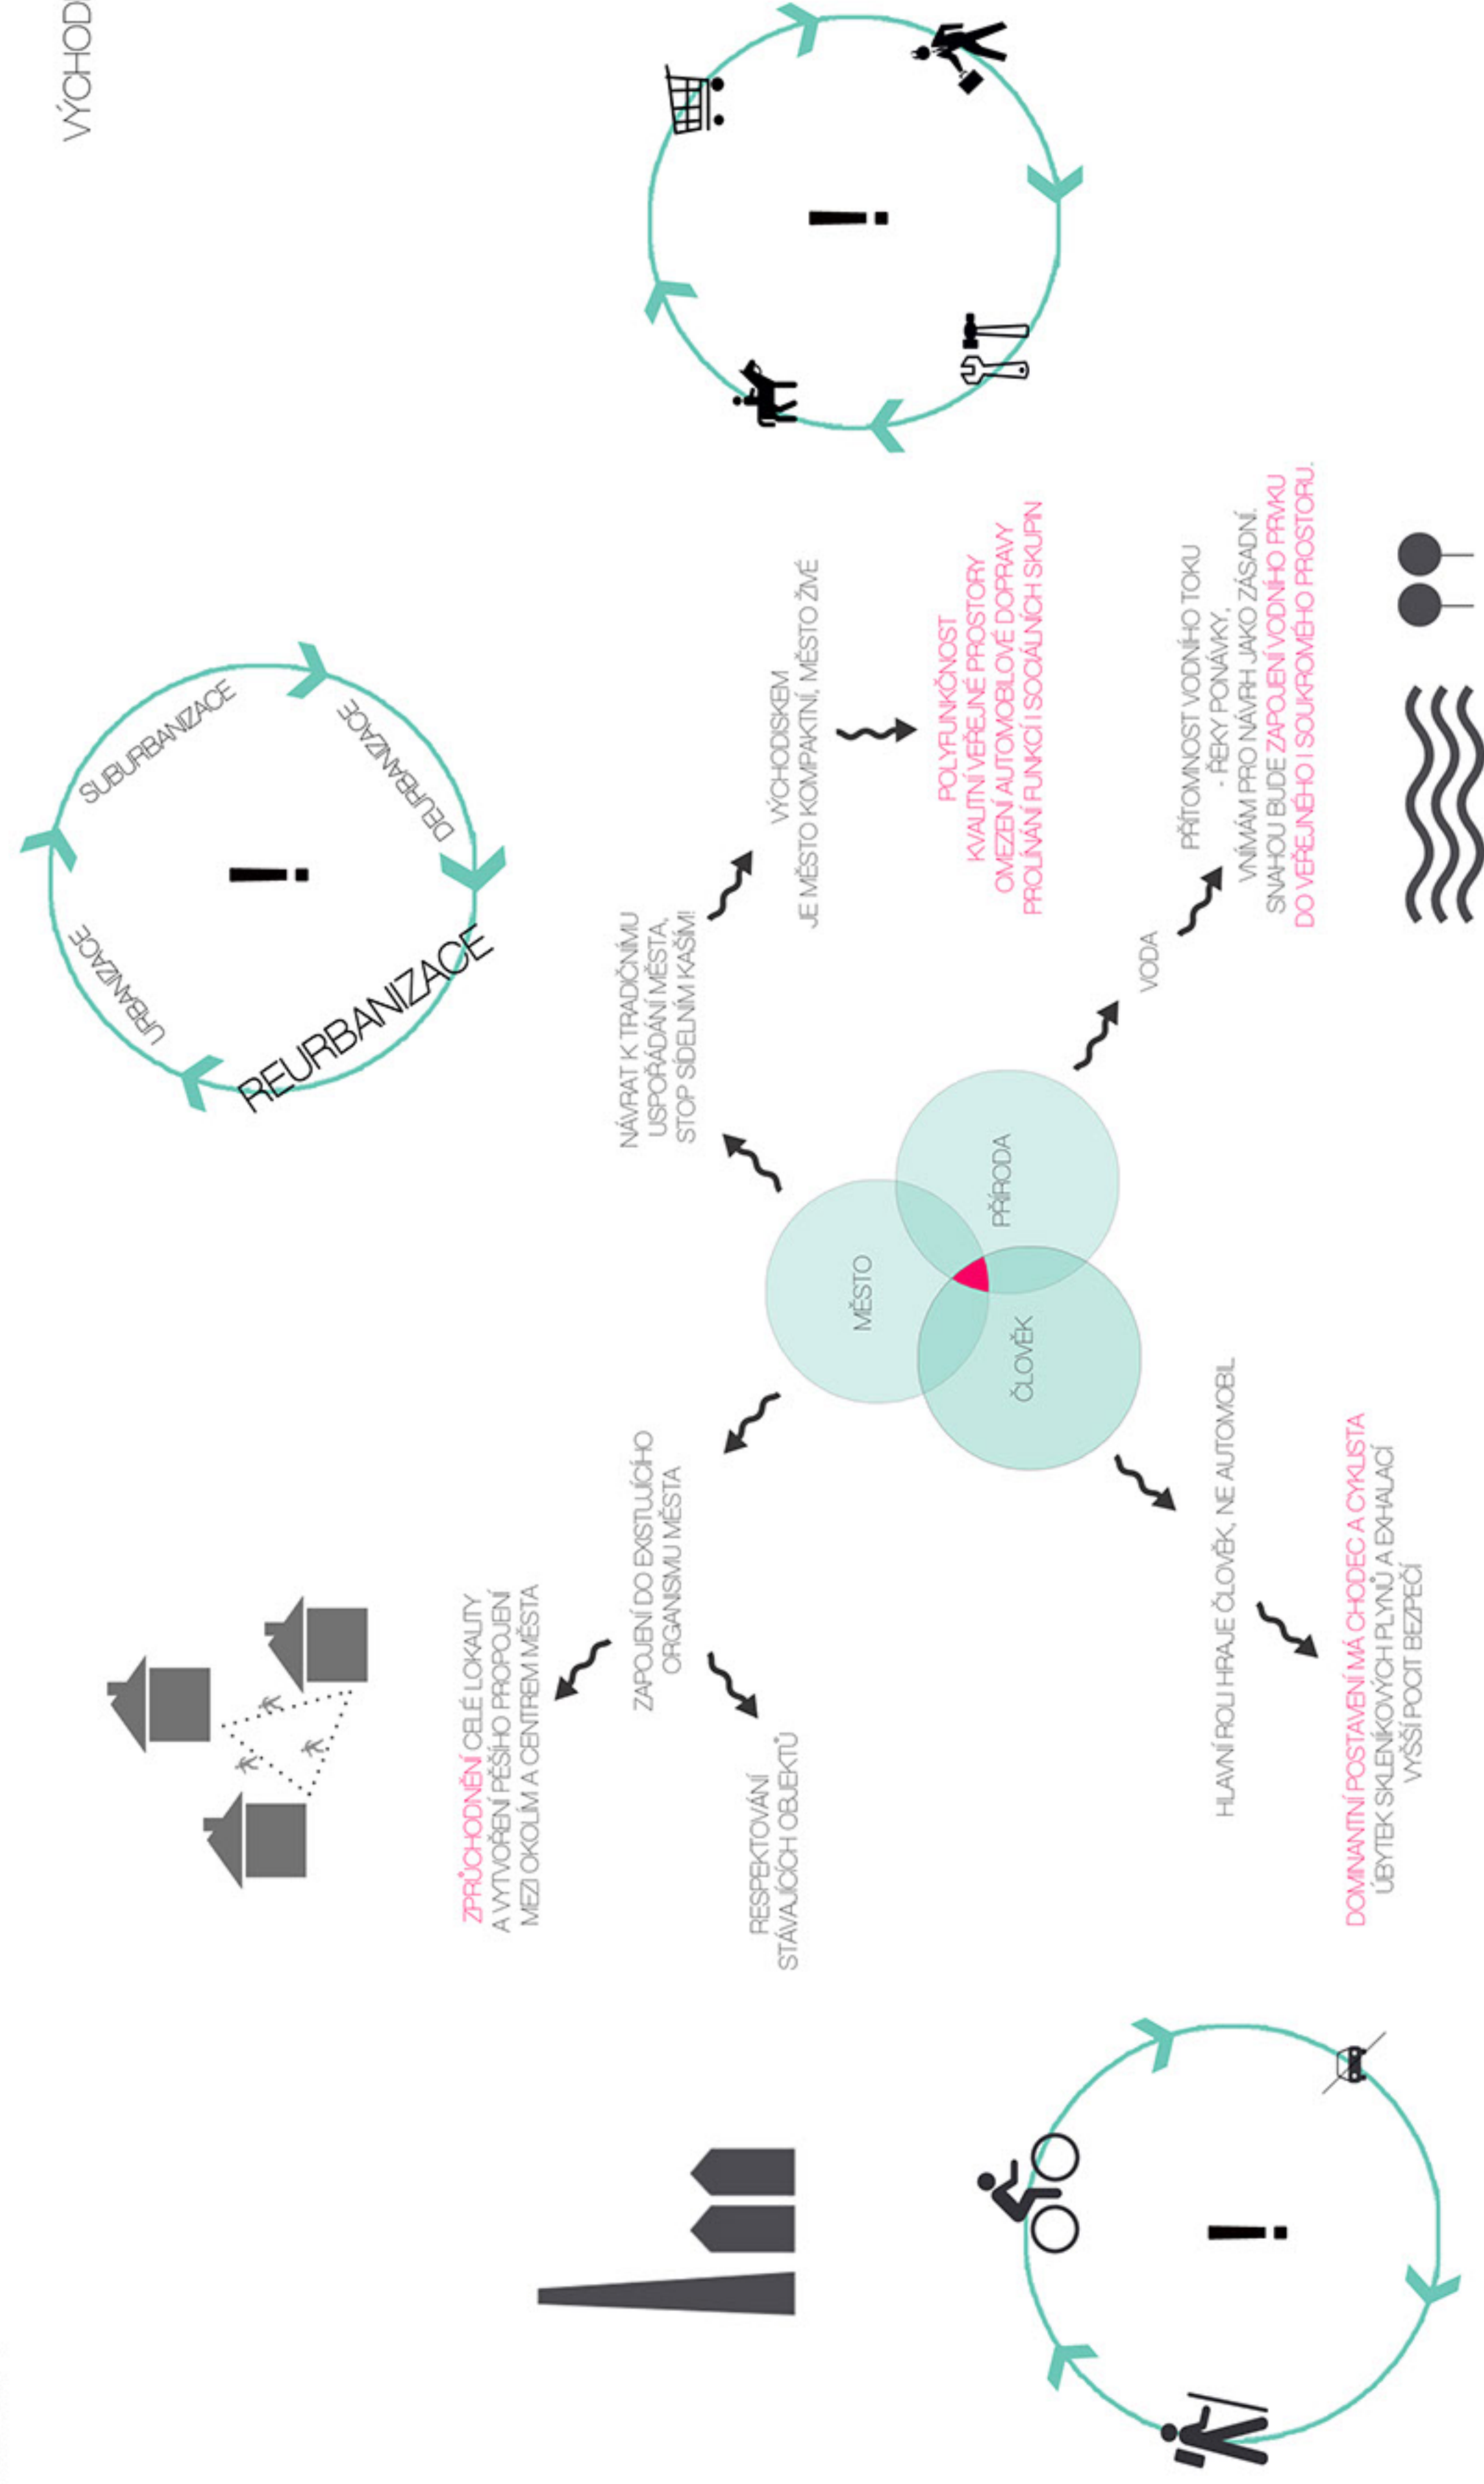 VÝCHOD
URBANIZACE
SUBURBANIZACE
DEURBANIZACE
REURBANIZACE
ZPRŮCHODNĚNÍ CELÉ LOKALITY
A VYTVOŘENÍ PĚŠÍHO PROPOJENÍ
MEZI OKOLÍM A CENTREM MĚSTA
ZAPOJENÍ DO EXISTUJÍCÍHO
ORGANISMU MĚSTA
RESPEKTOVÁNÍ
STÁVAJÍCÍCH OBJEKTŮ
NÁVRAT K TRADIČNÍMU
USPOŘÁDÁNÍ MĚSTA,
STOP SÍDELNÍM KAŠÍM!
VÝCHODISKEM
JE MĚSTO KOMPAKTNÍ, MĚSTO ŽIVÉ
POLYFUNKČNOST
KVALITNÍ VEŘEJNÉ PROSTORY
OMEZENÍ AUTOMOBILOVÉ DOPRAVY
PROLÍNÁNÍ FUNKCÍ I SOCIÁLNÍCH SKUPIN
MĚSTO
ČLOVĚK
PŘÍRODA
VODA
PŘÍTOMNOST VODNÍHO TOKU
- ŘEKY PONÁVKY,
VNÍMÁM PRO NÁVRH JAKO ZÁSADNÍ.
SNAHOU BUDE ZAPOJENÍ VODNÍHO PRVKU
DO VEŘEJNÉHO I SOUKROMÉHO PROSTORU.
HLAVNÍ ROLI HRAJE ČLOVĚK, NE AUTOMOBIL
DOMINANTNÍ POSTAVENÍ MÁ CHODEC A CYKLISTA
ÚBYTEK SKLENÍKOVÝCH PLYNŮ A EXHALACÍ
VYŠŠÍ POCIT BEZPEČÍ